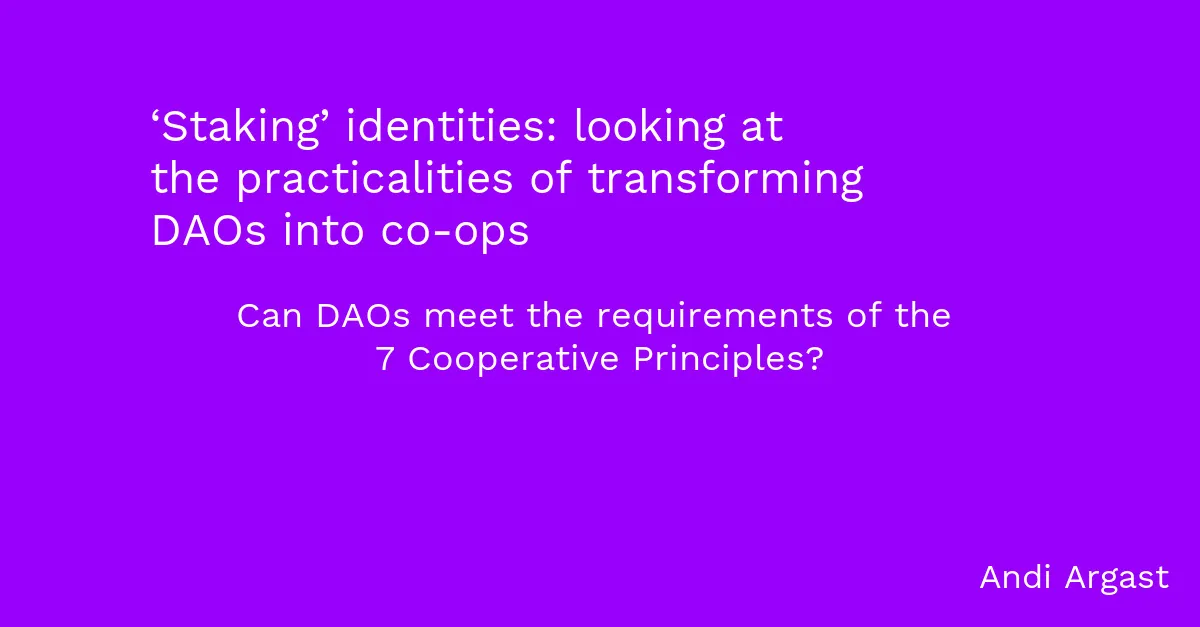 ‘Staking’ identities: looking at
the practicalities of transforming
DAOs into co-ops
Can DAOs meet the requirements of the
7 Cooperative Principles?
Andi Argast